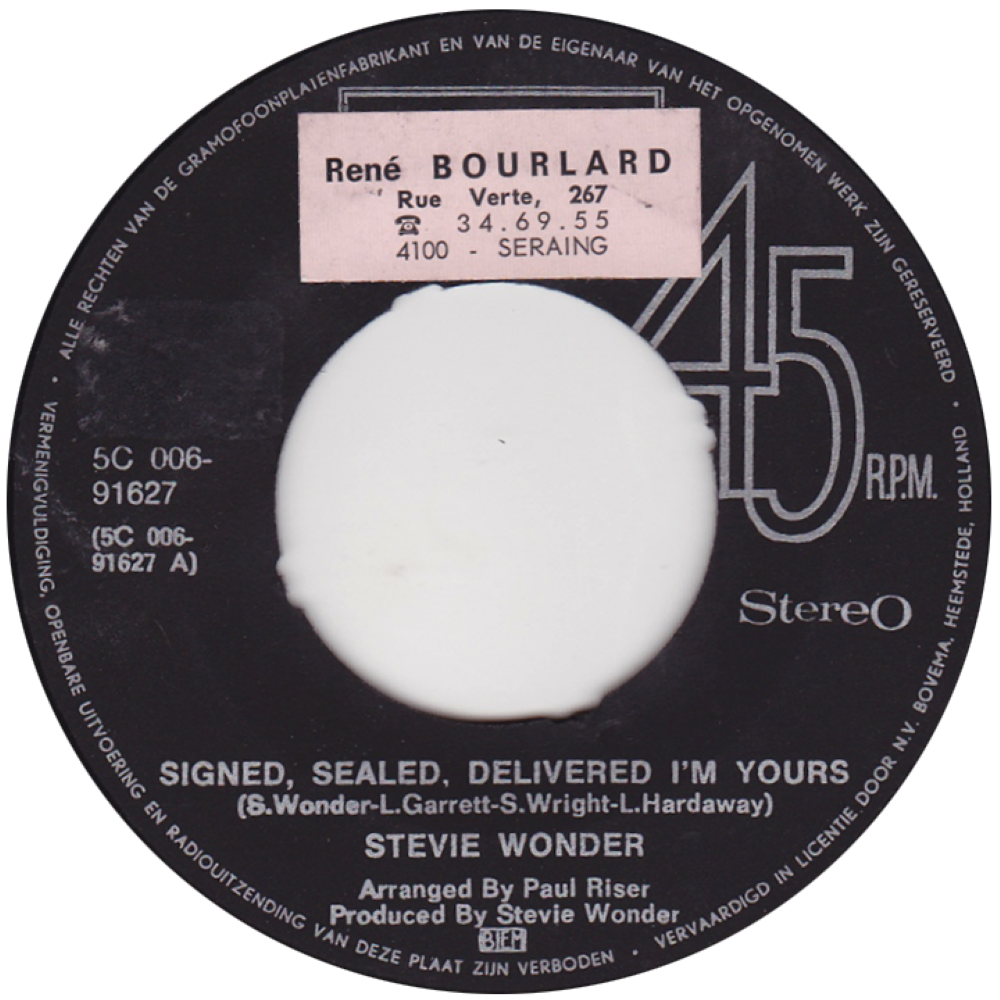 ALLE RECHTEN VAN DE GRAMOFOONPLATENFABRIKANT EN VAN DE EIGENAAR VAN HET OPGENOMEN WERK ZIJN GERESERVEERD •
VERMENIGVULDIGING, OPENBARE UITVOERING EN RADIOUITZENDING VAN DEZE PLAAT ZIJN VERBODEN •
VERVAARDIGD IN LICENTIE DOOR N.V. BOVEMA, HEEMSTEDE, HOLLAND •
René BOURLARD
Rue Verte, 267
☎ 34.69.55
4100 - SERAING
45
R.P.M.
5C 006-
91627
(5C 006-
91627 A)
Stereo
SIGNED, SEALED, DELIVERED I'M YOURS
(S.Wonder-L.Garrett-S.Wright-L.Hardaway)
STEVIE WONDER
Arranged By Paul Riser
Produced By Stevie Wonder
BIEM